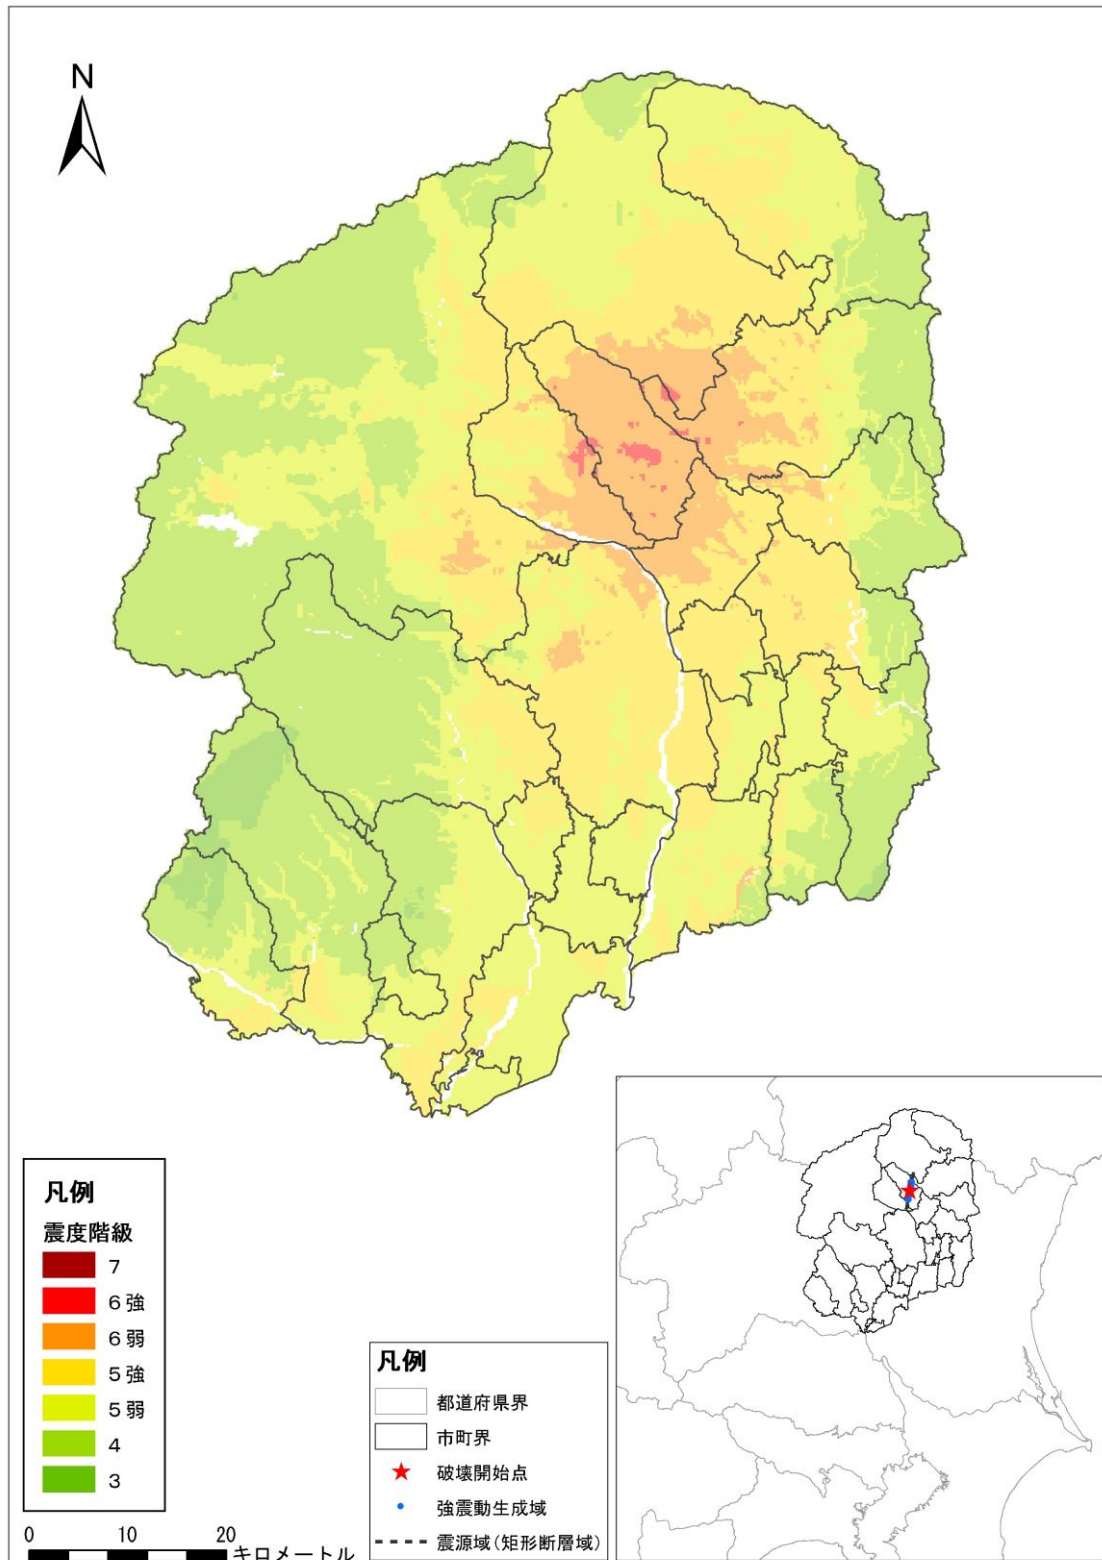 N
凡例
震度階級
7
6強
6弱
5強
5弱
4
3
0 10 20
キロメートル
凡例
都道府県界
市町界
破壊開始点
強震動生成域
震源域(矩形断層域)